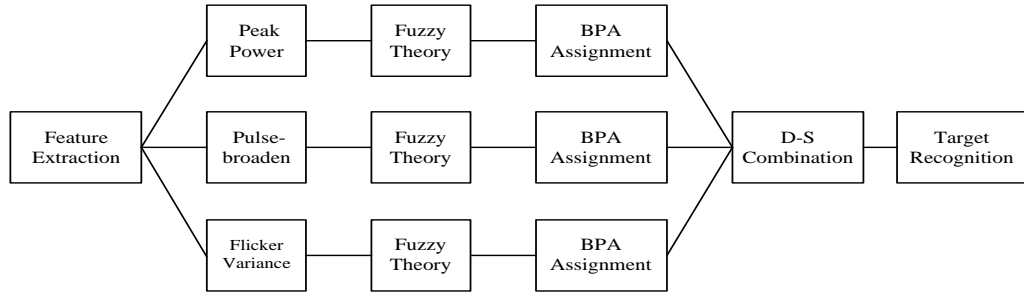 Peak
Power
Fuzzy
Theory
BPA
Assignment
Feature
Extraction
Pulse-
broaden
Fuzzy
Theory
BPA
Assignment
D-S
Combination
Target
Recognition
Flicker
Variance
Fuzzy
Theory
BPA
Assignment